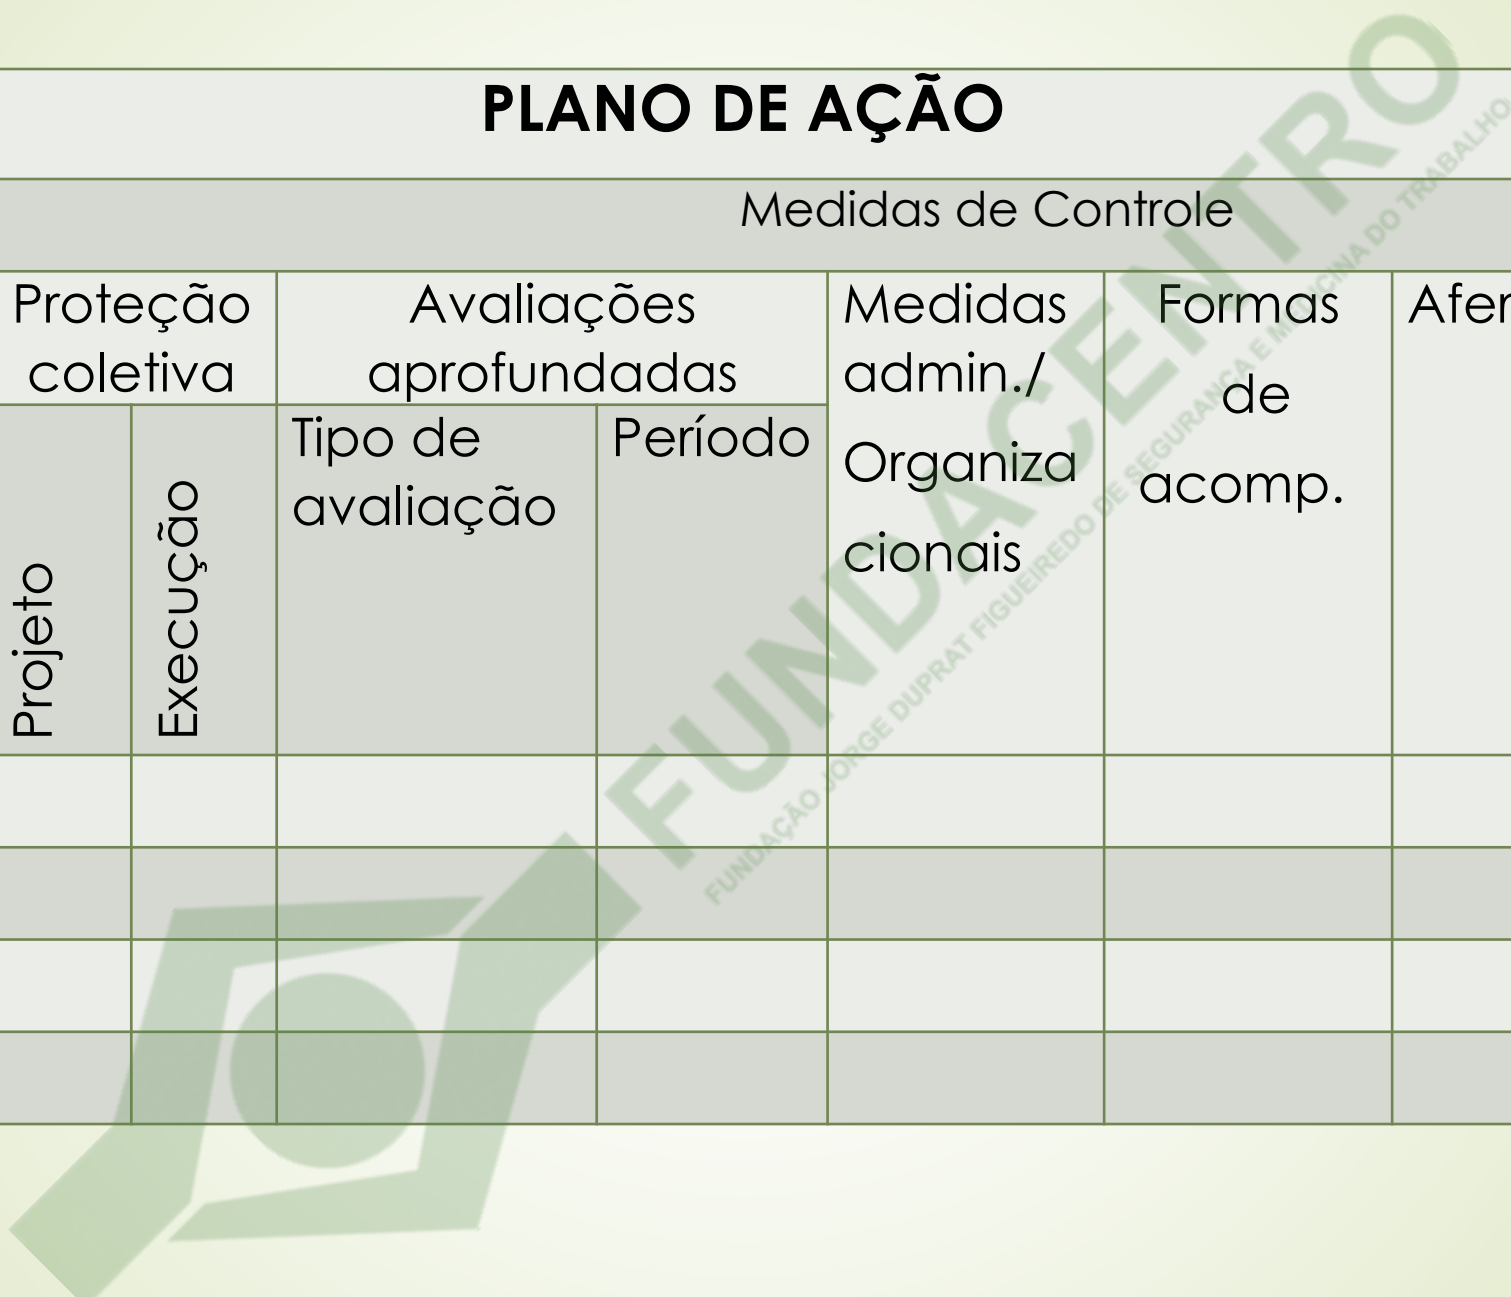 PLANO DE AÇÃO
Medidas de Controle
Proteção
coletiva
Avaliações
aprofundadas
Medidas
admin./
Organiza
cionais
Formas
de
acomp.
Projeto
Execução
Tipo de
avaliação
Período
FUNDACENTRO
FUNDAÇÃO JORGE DUPRAT FIGUEIREDO DE SEGURANÇA E MEDICINA DO TRABALHO